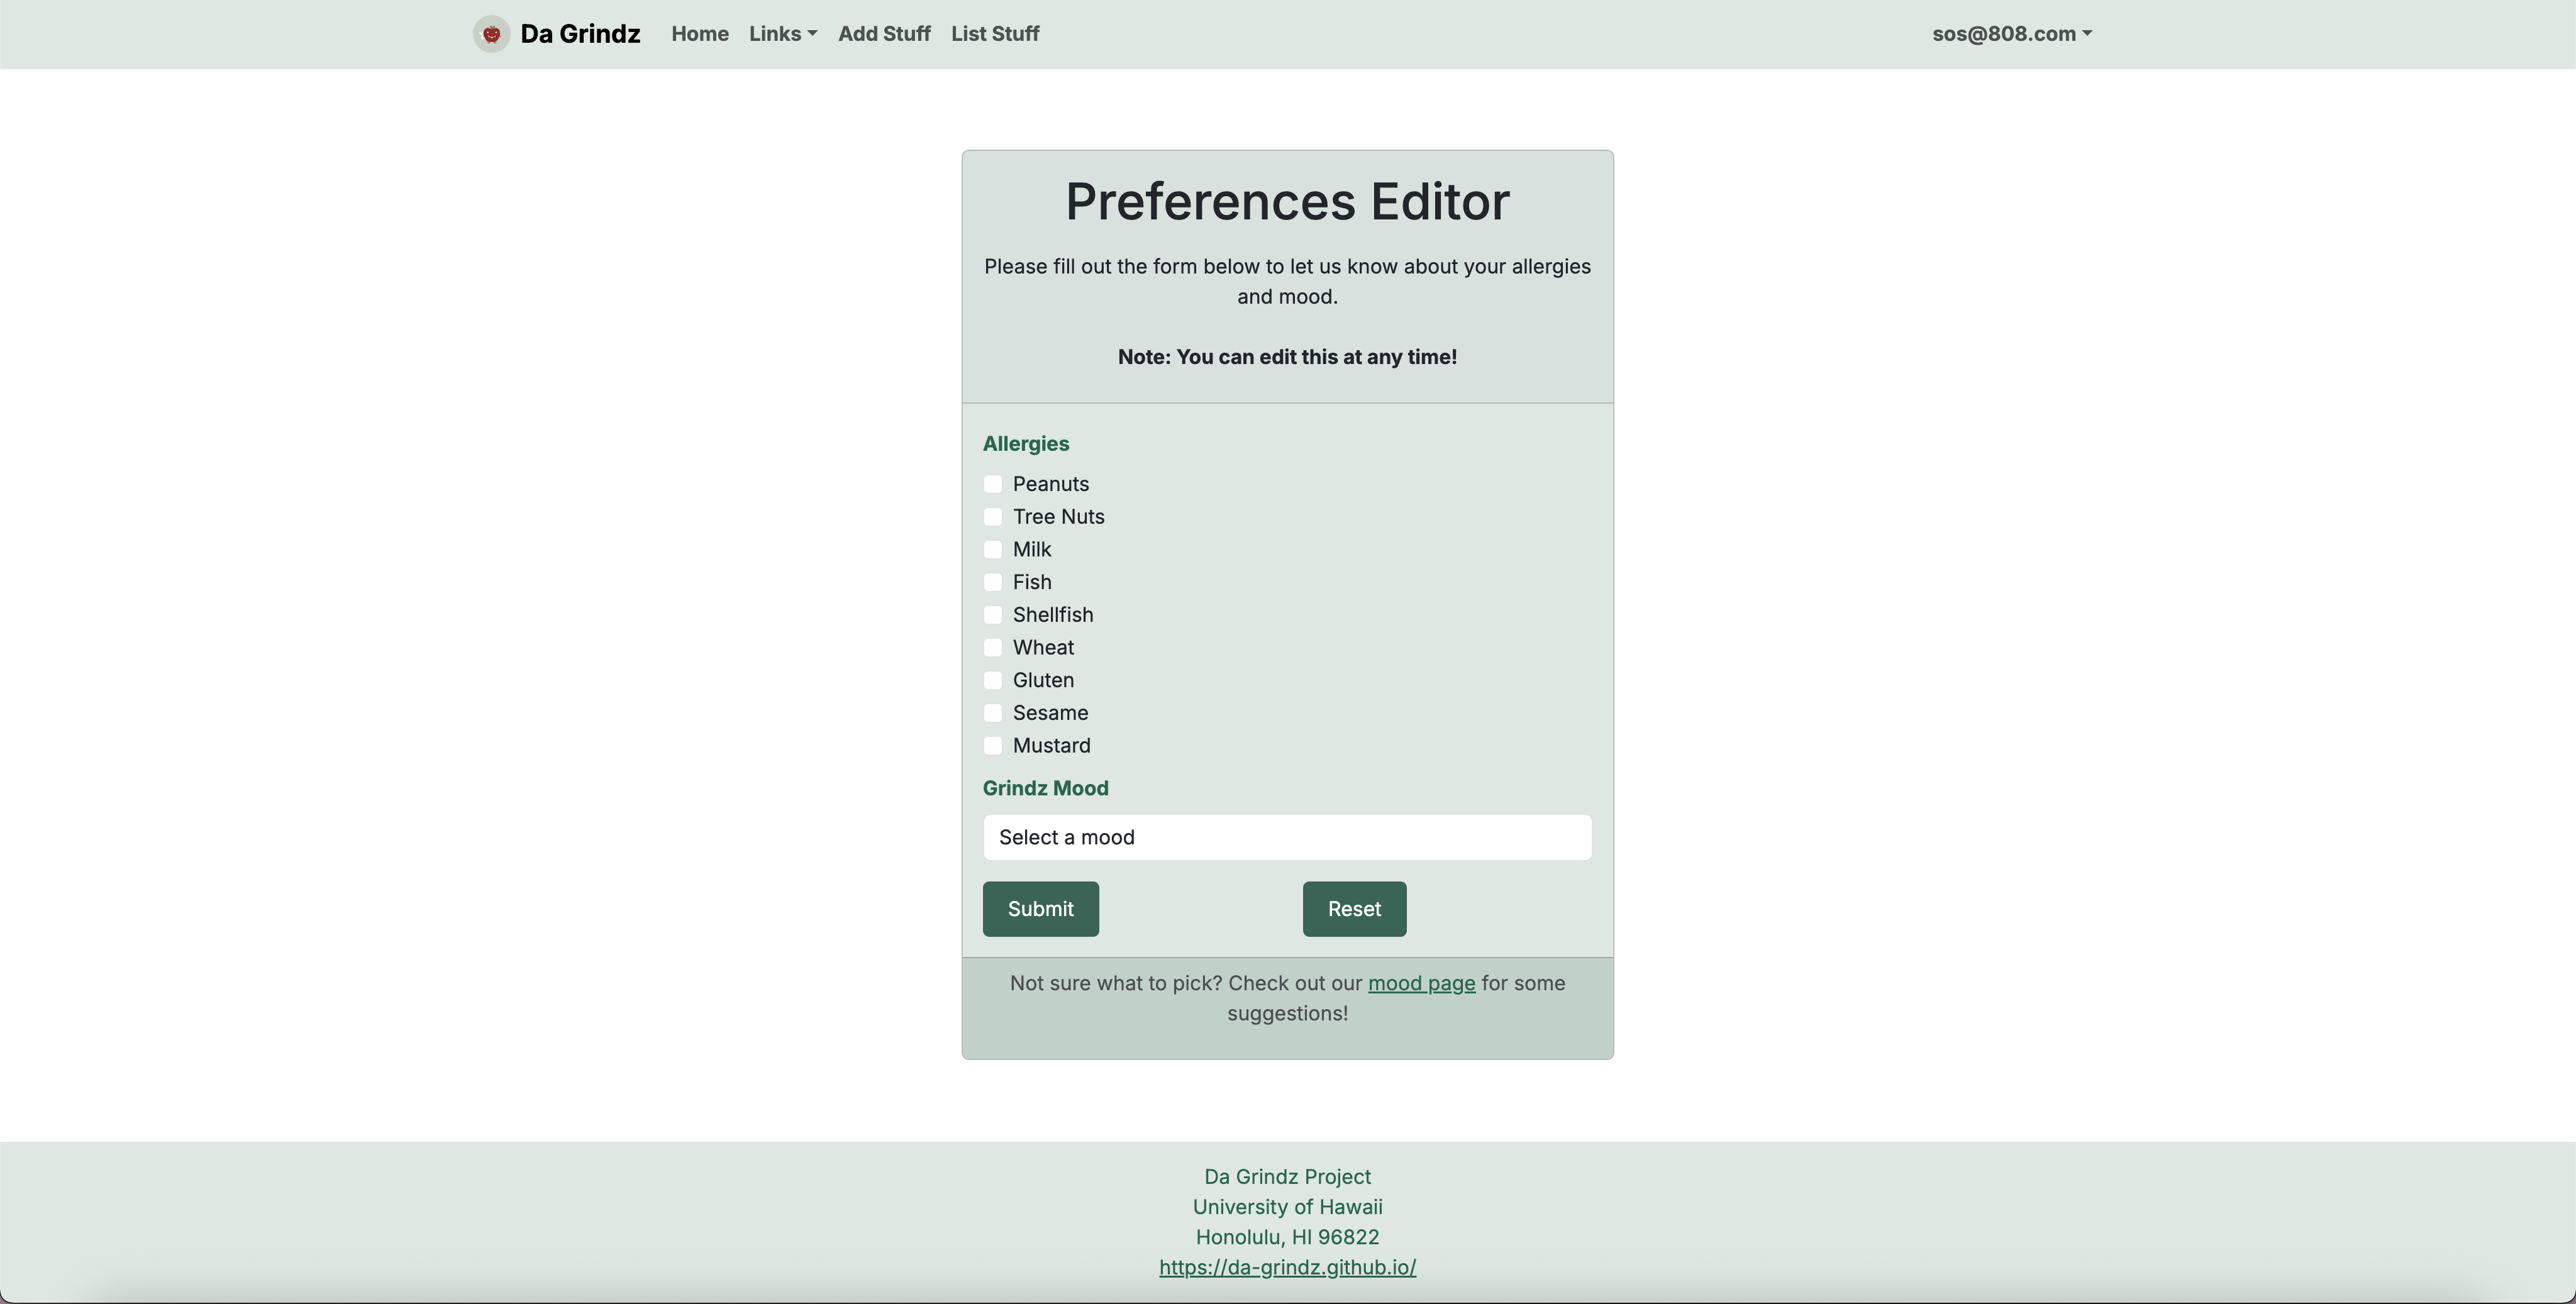 Da Grindz Home Links Add Stuff List Stuff sos@808.com
Preferences Editor
Please fill out the form below to let us know about your allergies
and mood.
Note: You can edit this at any time!
Allergies
Peanuts
Tree Nuts
Milk
Fish
Shellfish
Wheat
Gluten
Sesame
Mustard
Grindz Mood
Select a mood
Submit Reset
Not sure what to pick? Check out our mood page for some
suggestions!
Da Grindz Project
University of Hawaii
Honolulu, HI 96822
https://da-grindz.github.io/